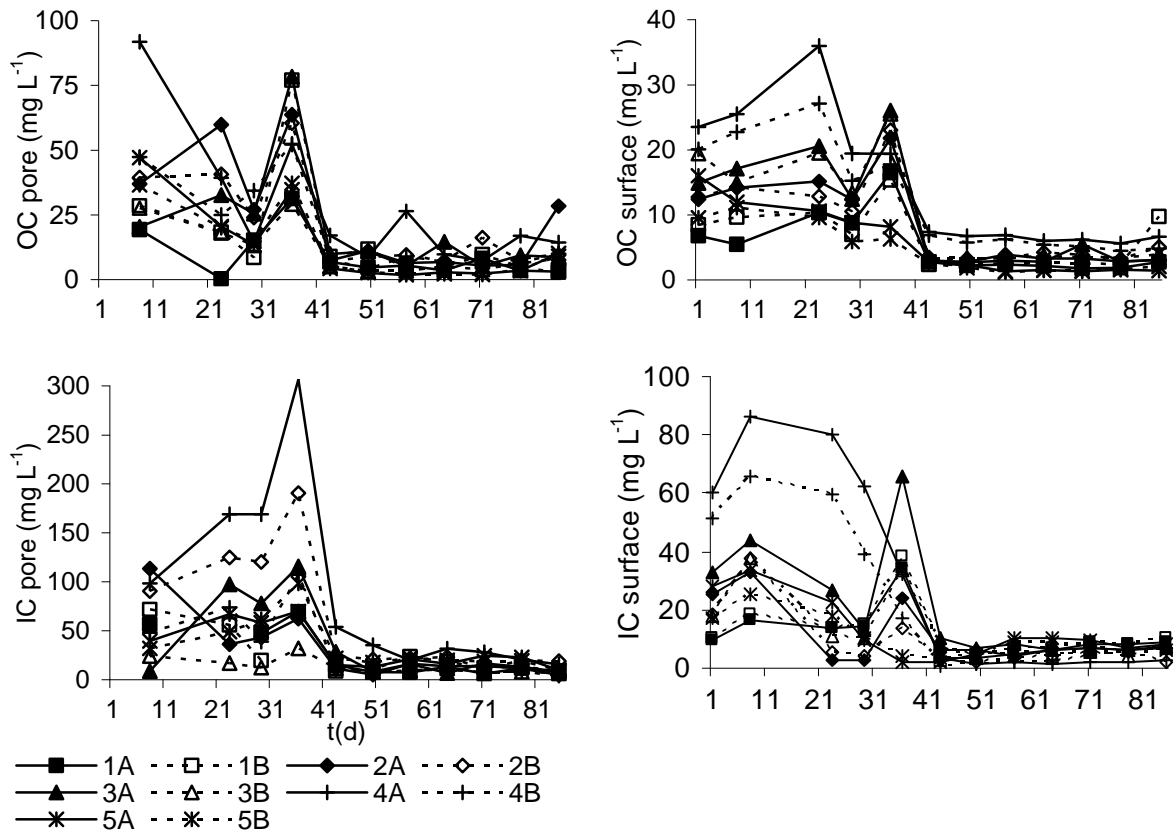 OC pore (mg L-1)
100
75
50
25
0
1 11 21 31 41 51 61 71 81
OC surface (mg L-1)
40
30
20
10
0
1 11 21 31 41 51 61 71 81
IC pore (mg L-1)
300
250
200
150
100
50
0
1 11 21 31 41 51 61 71 81
t(d)
IC surface (mg L-1)
100
80
60
40
20
0
1 11 21 31 41 51 61 71 81
1A 1B 2A 2B
3A 3B 4A 4B
5A 5B